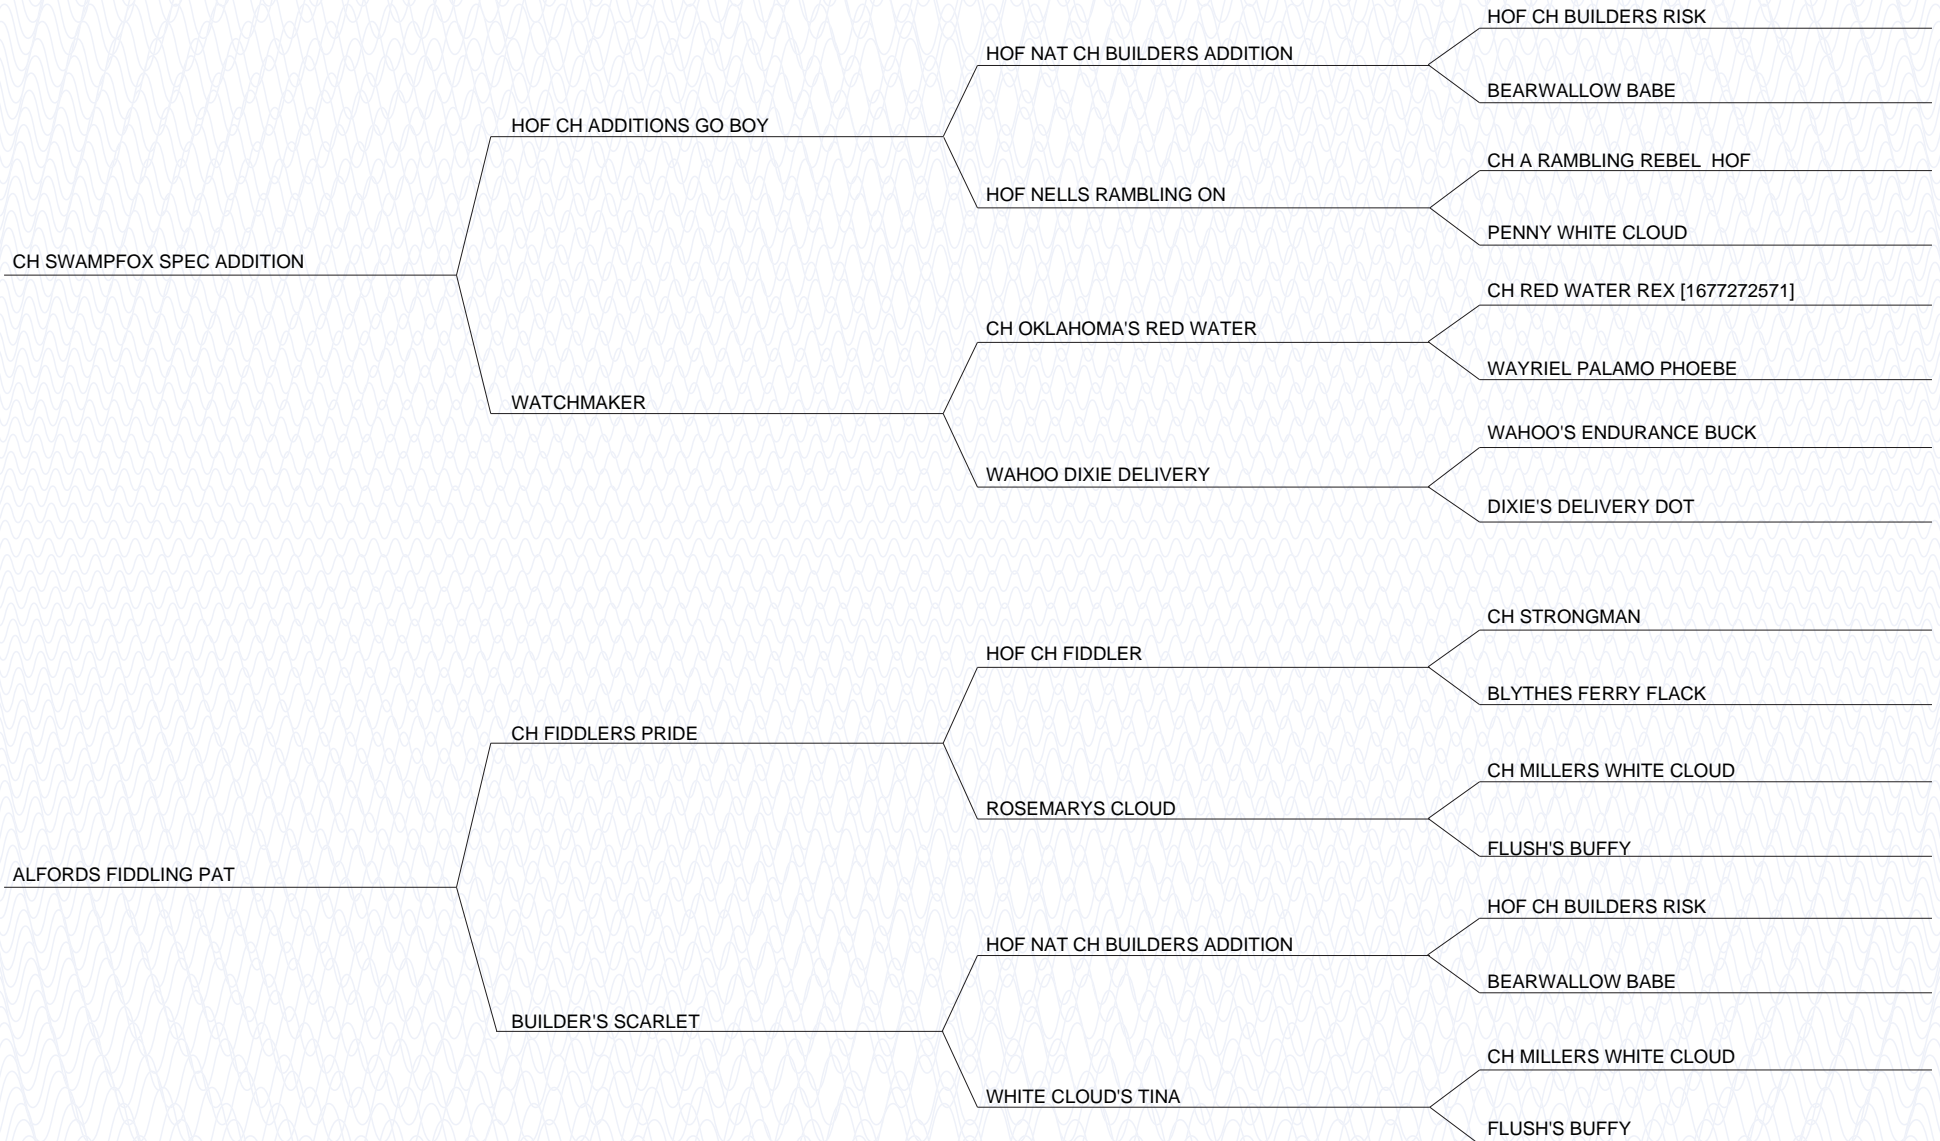 HOF CH BUILDERS RISK
HOF NAT CH BUILDERS ADDITION
BEARWALLOW BABE
HOF CH ADDITIONS GO BOY
CH A RAMBLING REBEL  HOF
HOF NELLS RAMBLING ON
PENNY WHITE CLOUD
CH SWAMPFOX SPEC ADDITION
CH RED WATER REX [1677272571]
CH OKLAHOMA'S RED WATER
WAYRIEL PALAMO PHOEBE
WATCHMAKER
WAHOO'S ENDURANCE BUCK
WAHOO DIXIE DELIVERY
DIXIE'S DELIVERY DOT
CH STRONGMAN
HOF CH FIDDLER
BLYTHES FERRY FLACK
CH FIDDLERS PRIDE
CH MILLERS WHITE CLOUD
ROSEMARYS CLOUD
FLUSH'S BUFFY
ALFORDS FIDDLING PAT
HOF CH BUILDERS RISK
HOF NAT CH BUILDERS ADDITION
BEARWALLOW BABE
BUILDER'S SCARLET
CH MILLERS WHITE CLOUD
WHITE CLOUD'S TINA
FLUSH'S BUFFY